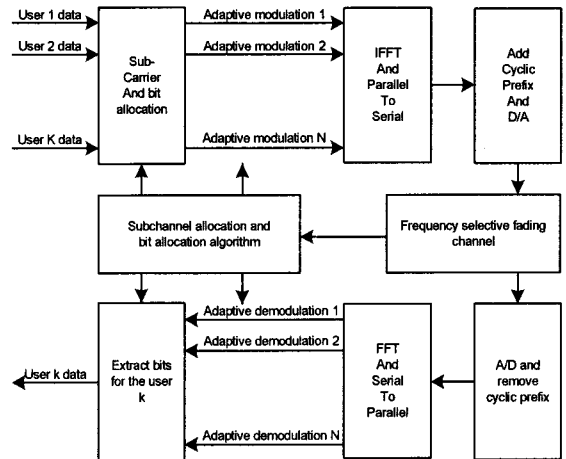 User 1 data
User 2 data
User K data
Sub-
Carrier
And bit
allocation
Adaptive modulation 1
Adaptive modulation 2
Adaptive modulation N
IFFT
And
Parallel
To
Serial
Add
Cyclic
Prefix
And
D/A
Subchannel allocation and
bit allocation algorithm
Frequency selective fading
channel
User k data
Extract bits
for the user
k
Adaptive demodulation 1
Adaptive demodulation 2
Adaptive demodulation N
FFT
And
Serial
To
Parallel
A/D and
remove
cyclic prefix